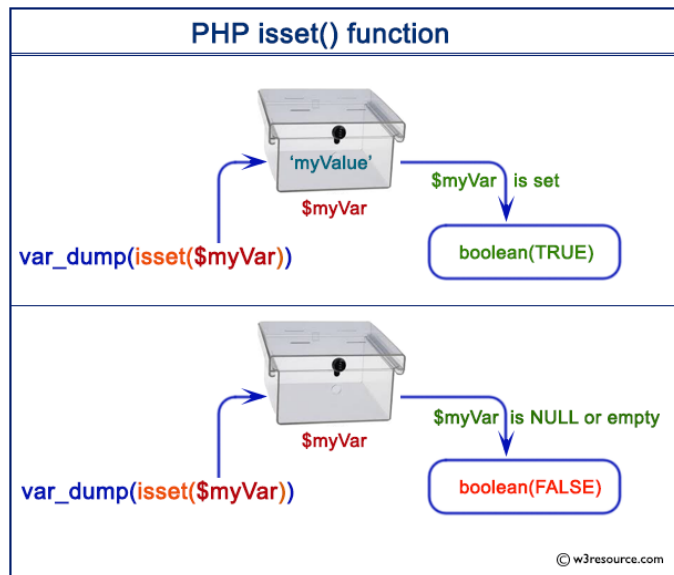 PHP isset() function
‘myValue’
$myVar is set
$myVar
var_dump(isset($myVar))
boolean(TRUE)
$myVar is NULL or empty
$myVar
var_dump(isset($myVar))
boolean(FALSE)
© w3resource.com